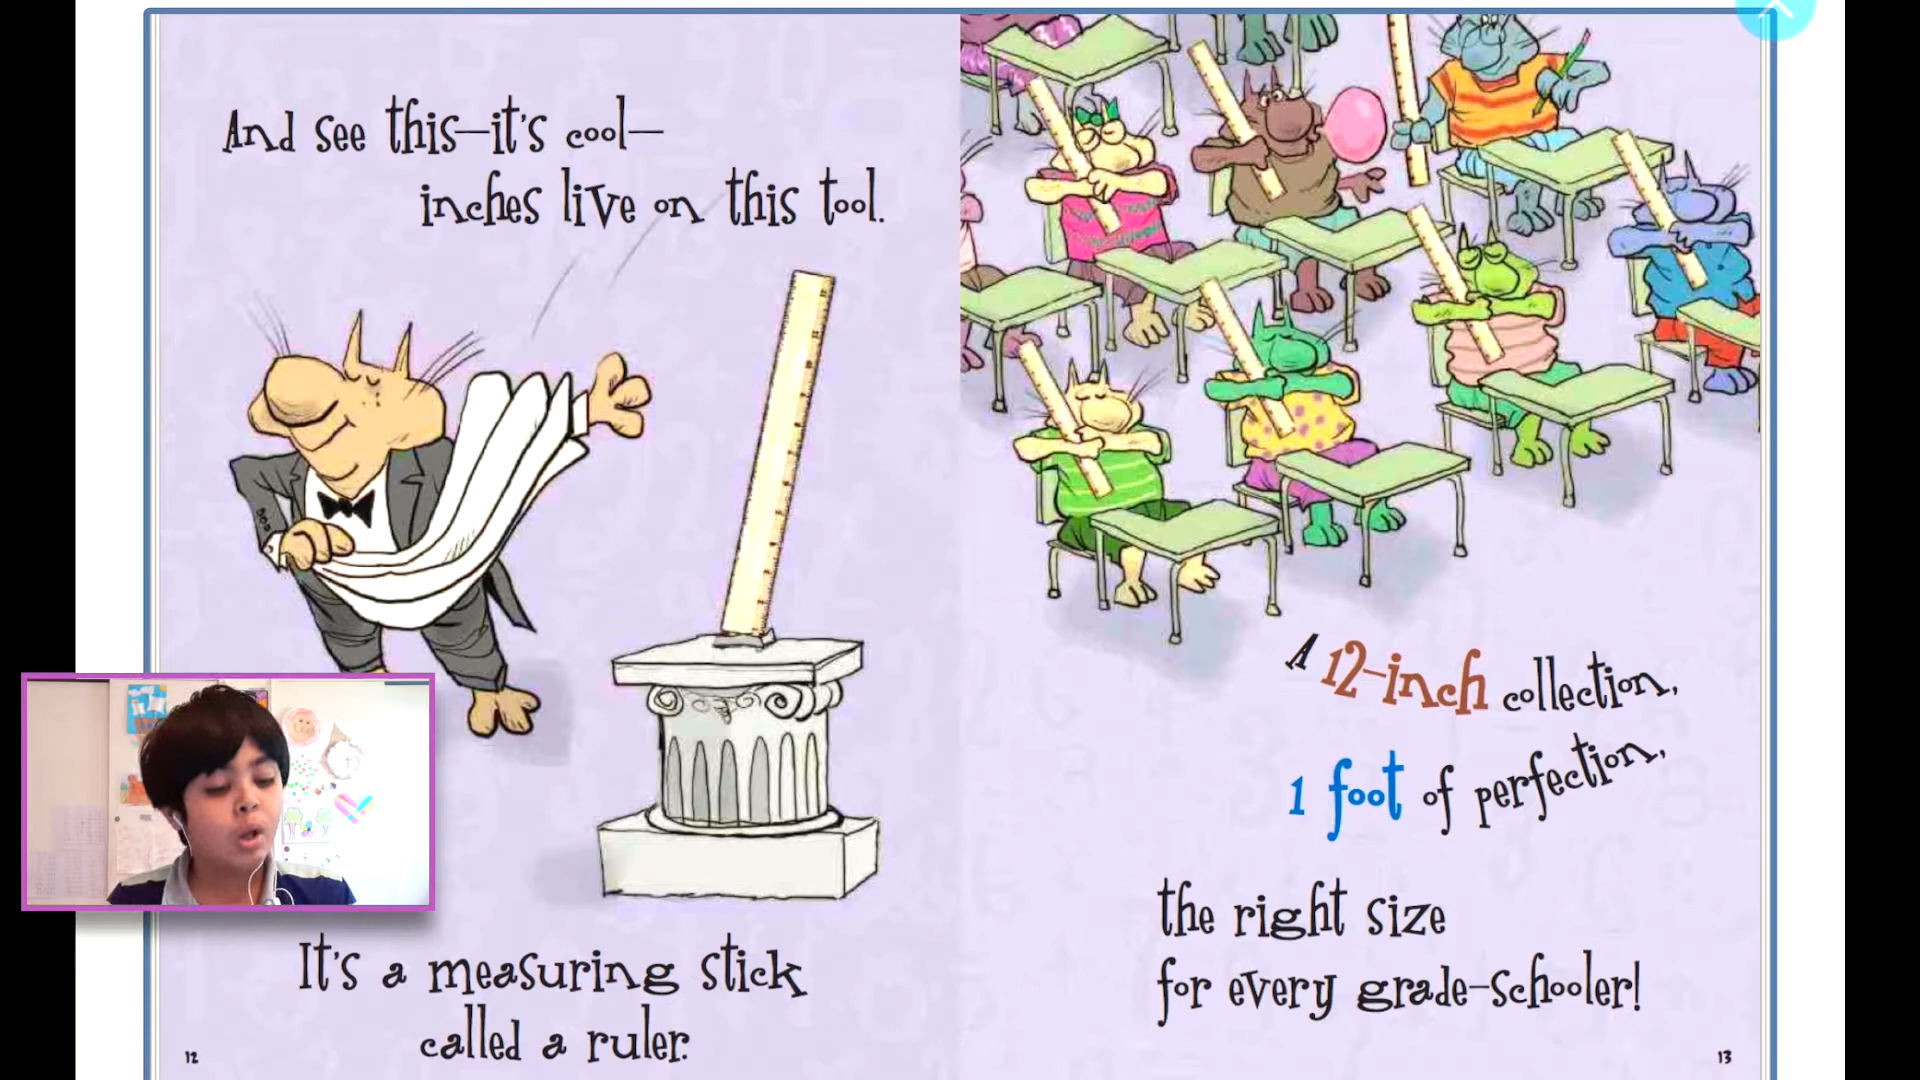 And see this—it's cool—
inches live on this tool.
It's a measuring stick
called a ruler.
12
A 12-inch collection,
1 foot of perfection,
the right size
for every grade-schooler!
13